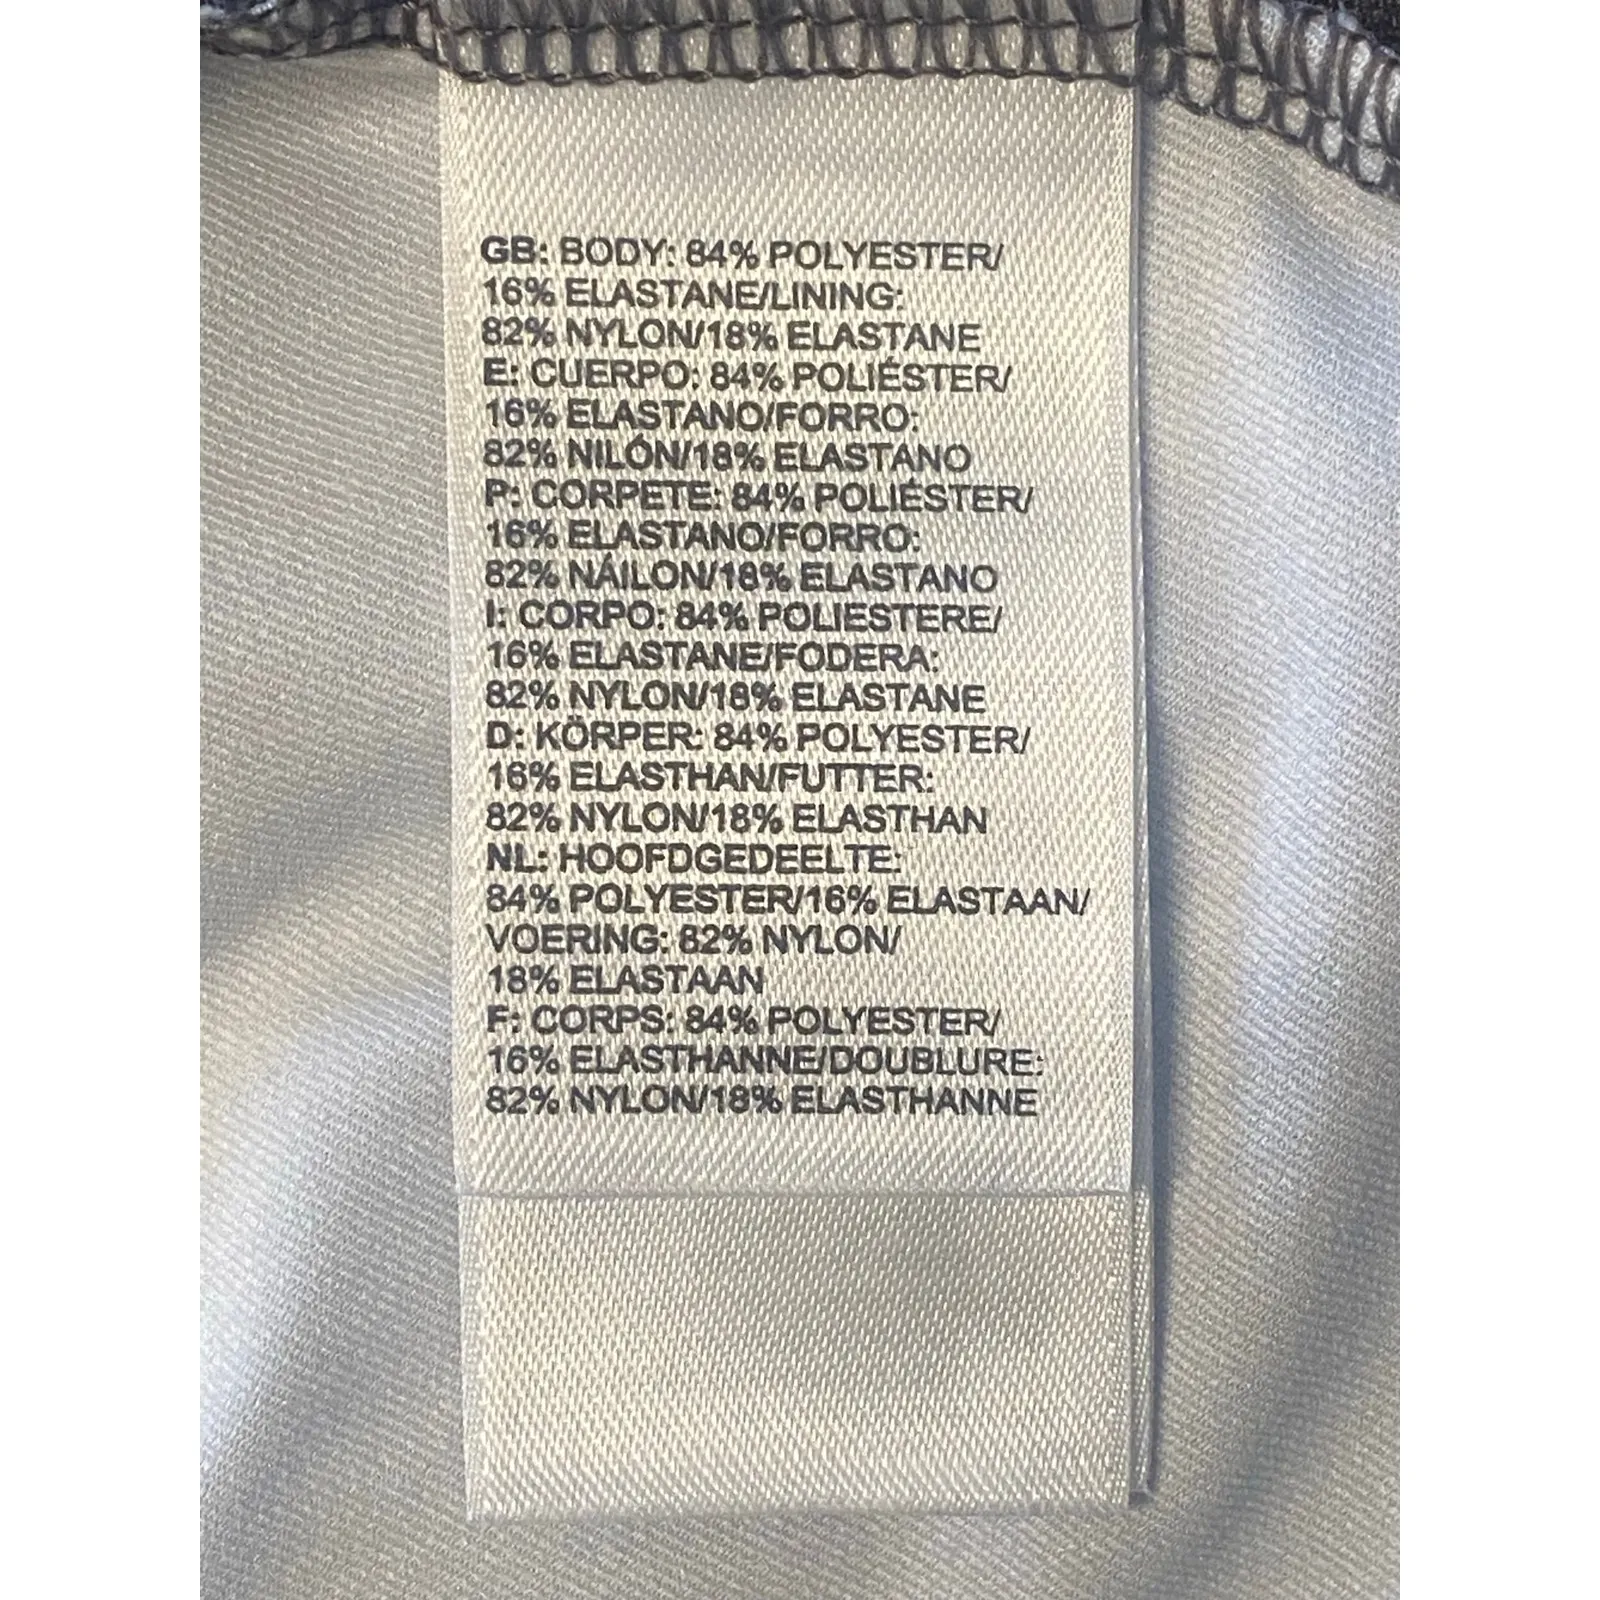 GB: BODY: 84% POLYESTER/
16% ELASTANE/LINING:
82% NYLON/18% ELASTANE
E: CUERPO: 84% POLIÉSTER/
16% ELASTANO/FORRO:
82% NILÓN/18% ELASTANO
P: CORPETE: 84% POLIÉSTER/
16% ELASTANO/FORRO:
82% NÁILON/18% ELASTANO
I: CORPO: 84% POLIESTERE/
16% ELASTANE/FODERA:
82% NYLON/18% ELASTANE
D: KÖRPER: 84% POLYESTER/
16% ELASTHAN/FUTTER:
82% NYLON/18% ELASTHAN
NL: HOOFDGEDEELTE:
84% POLYESTER/16% ELASTAAN/
VOERING: 82% NYLON/
18% ELASTAAN
F: CORPS: 84% POLYESTER/
16% ELASTHANNE/DOUBLURE:
82% NYLON/18% ELASTHANNE